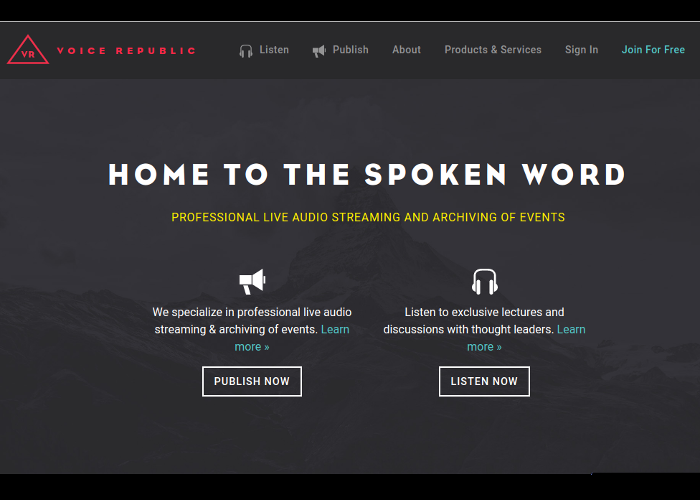 VR VOICE REPUBLIC Listen Publish About Products & Services Sign In Join For Free
HOME TO THE SPOKEN WORD
PROFESSIONAL LIVE AUDIO STREAMING AND ARCHIVING OF EVENTS
We specialize in professional live audio
streaming & archiving of events. Learn
more »
PUBLISH NOW
Listen to exclusive lectures and
discussions with thought leaders. Learn
more »
LISTEN NOW